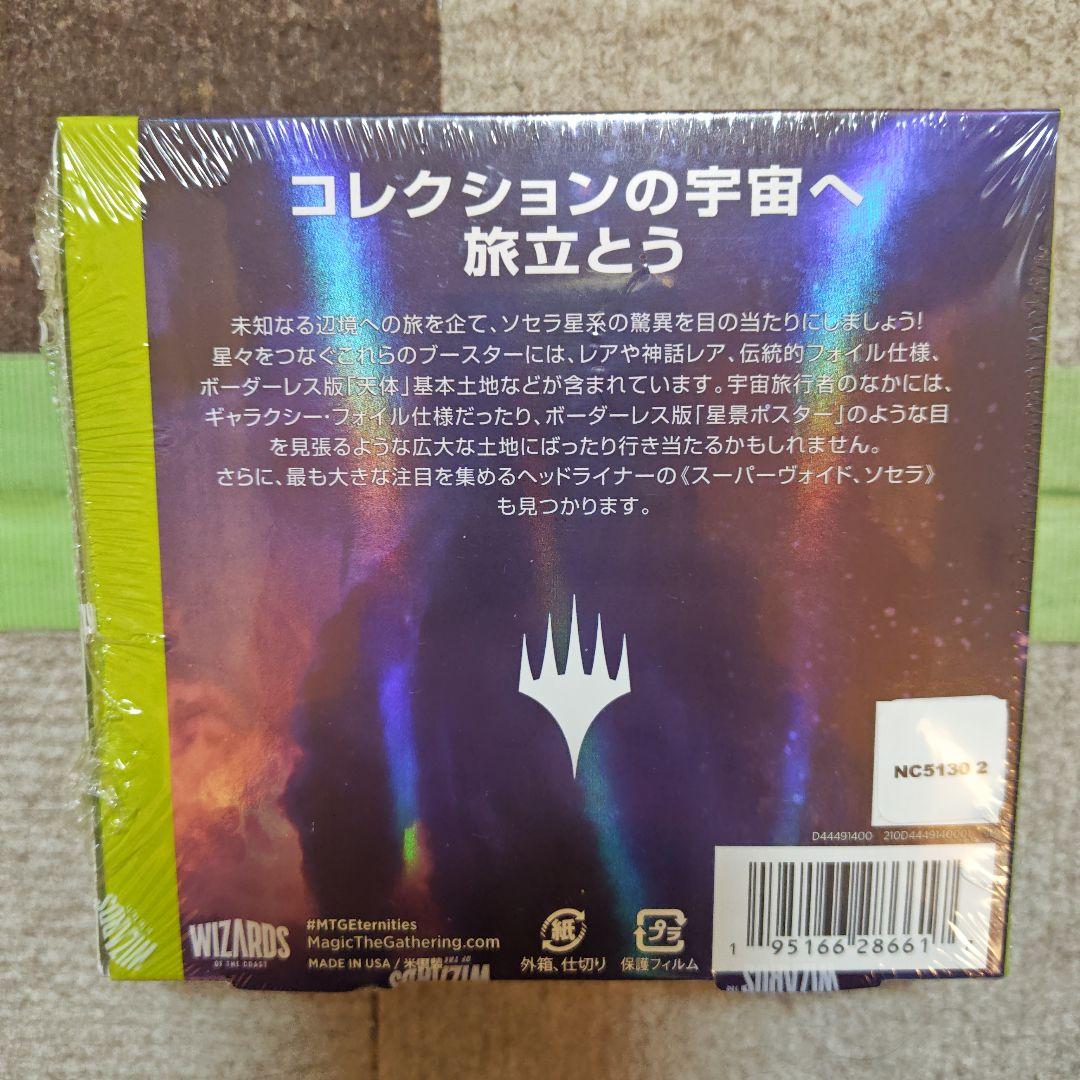 コレクションの宇宙へ
旅立とう
未知なる辺境への旅を企て、ソセラ星系の驚異を目の当たりにしましょう!
星々をつなぐこれらのブースターには、レアや神話レア、伝統的フォイル仕様、
ボーダーレス版「天体」基本土地などが含まれています。宇宙旅行者のなかには、
ギャラクシー・フォイル仕様だったり、ボーダーレス版「星景ポスター」のような目
を見張るような広大な土地にばったり行き当たるかもしれません。
さらに、最も大きな注目を集めるヘッドライナーの《スーパーヴォイド、ソセラ》
も見つかります。
NC5130 2
D44491400
WIZARDS
OF THE COAST
#MTGEternities
MagicTheGathering.com
MADE IN USA / 米国製
紙
外箱、仕切り
プラ
保護フィルム
1 95166 28661
WIZARDS
OF THE
WIZARDS